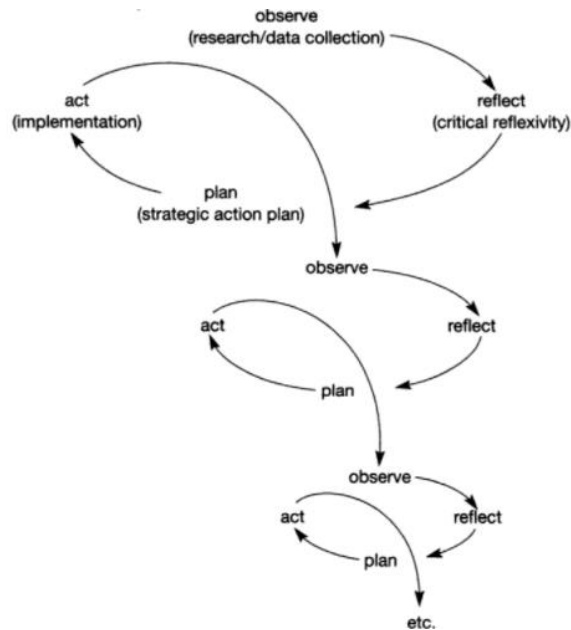 observe
(research/data collection)
act
(implementation)
reflect
(critical reflexivity)
plan
(strategic action plan)
observe
act
reflect
plan
observe
act
reflect
plan
etc.